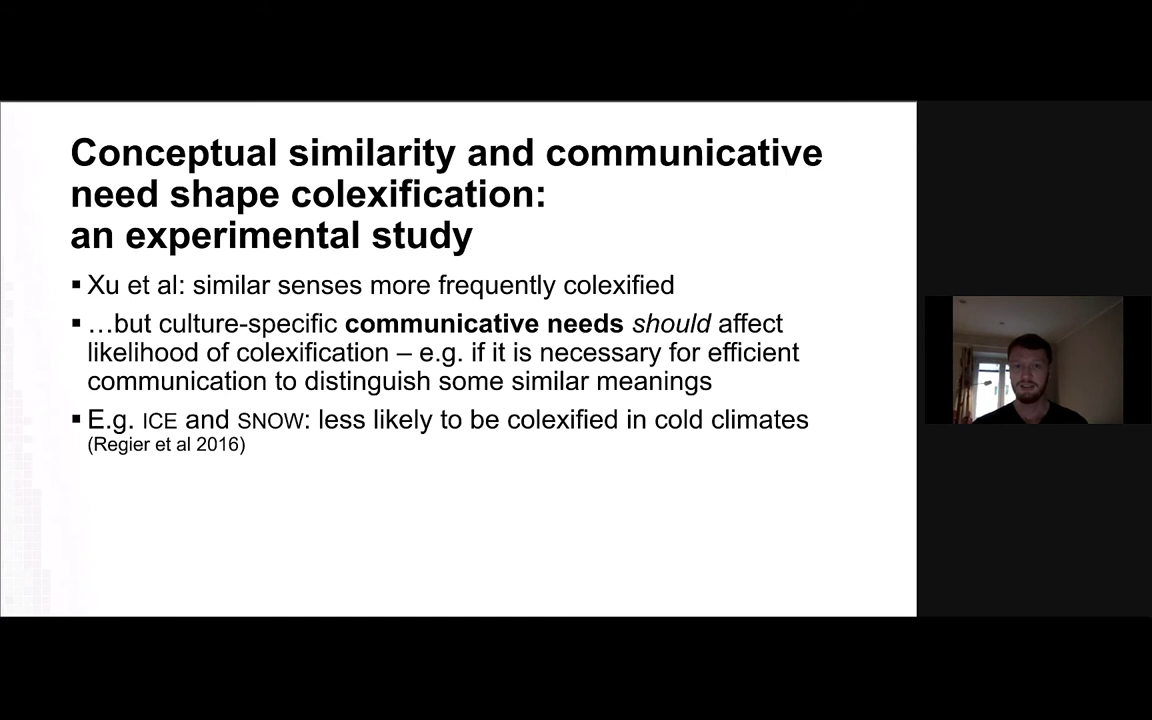 Conceptual similarity and communicative
need shape colexification:
an experimental study
▪ Xu et al: similar senses more frequently colexified
▪ …but culture-specific communicative needs should affect
likelihood of colexification – e.g. if it is necessary for efficient
communication to distinguish some similar meanings
▪ E.g. ICE and SNOW: less likely to be colexified in cold climates
(Regier et al 2016)